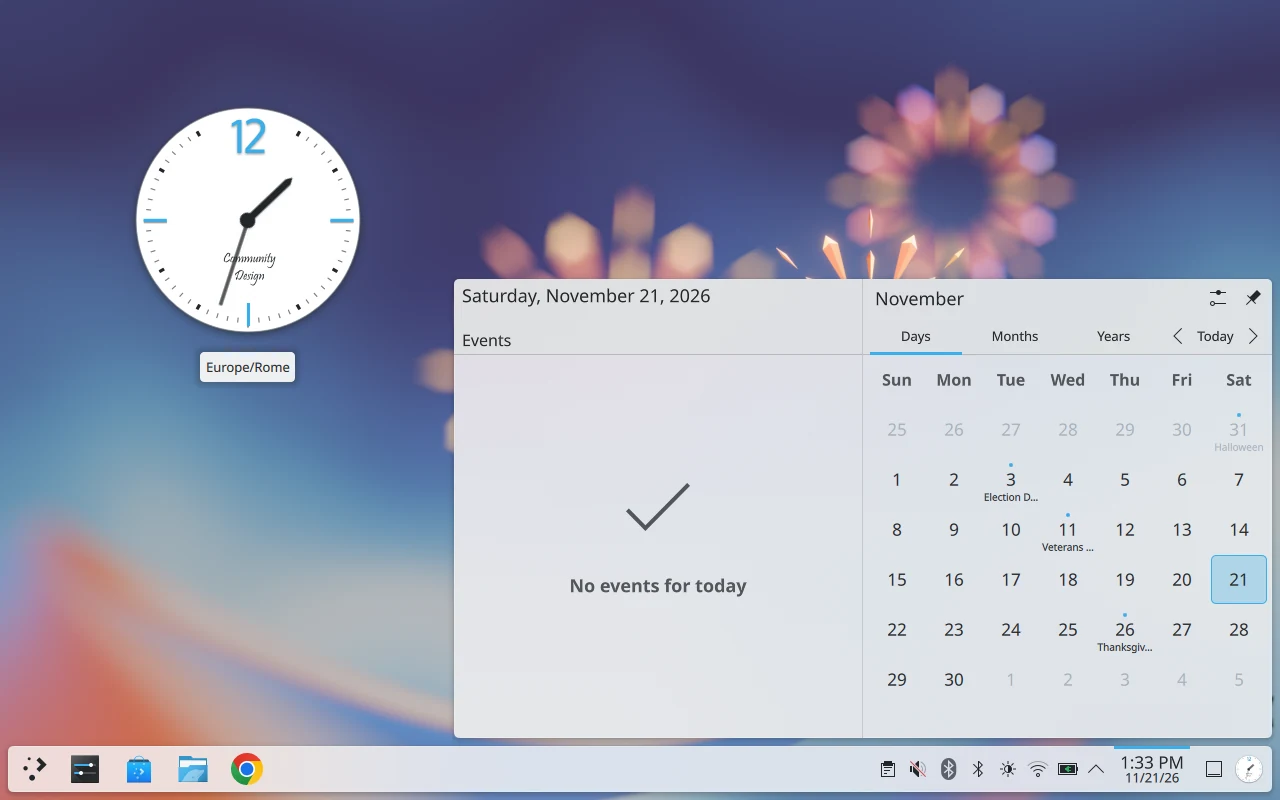 12
Community
Design
Europe/Rome
Saturday, November 21, 2026
Events
No events for today
November
Days Months Years Today
Sun Mon Tue Wed Thu Fri Sat
25 26 27 28 29 30 31
Halloween
1 2 3 4 5 6 7
Election D...
8 9 10 11 12 13 14
Veterans ...
15 16 17 18 19 20 21
22 23 24 25 26 27 28
Thanksgiv...
29 30 1 2 3 4 5
1:33 PM
11/21/26